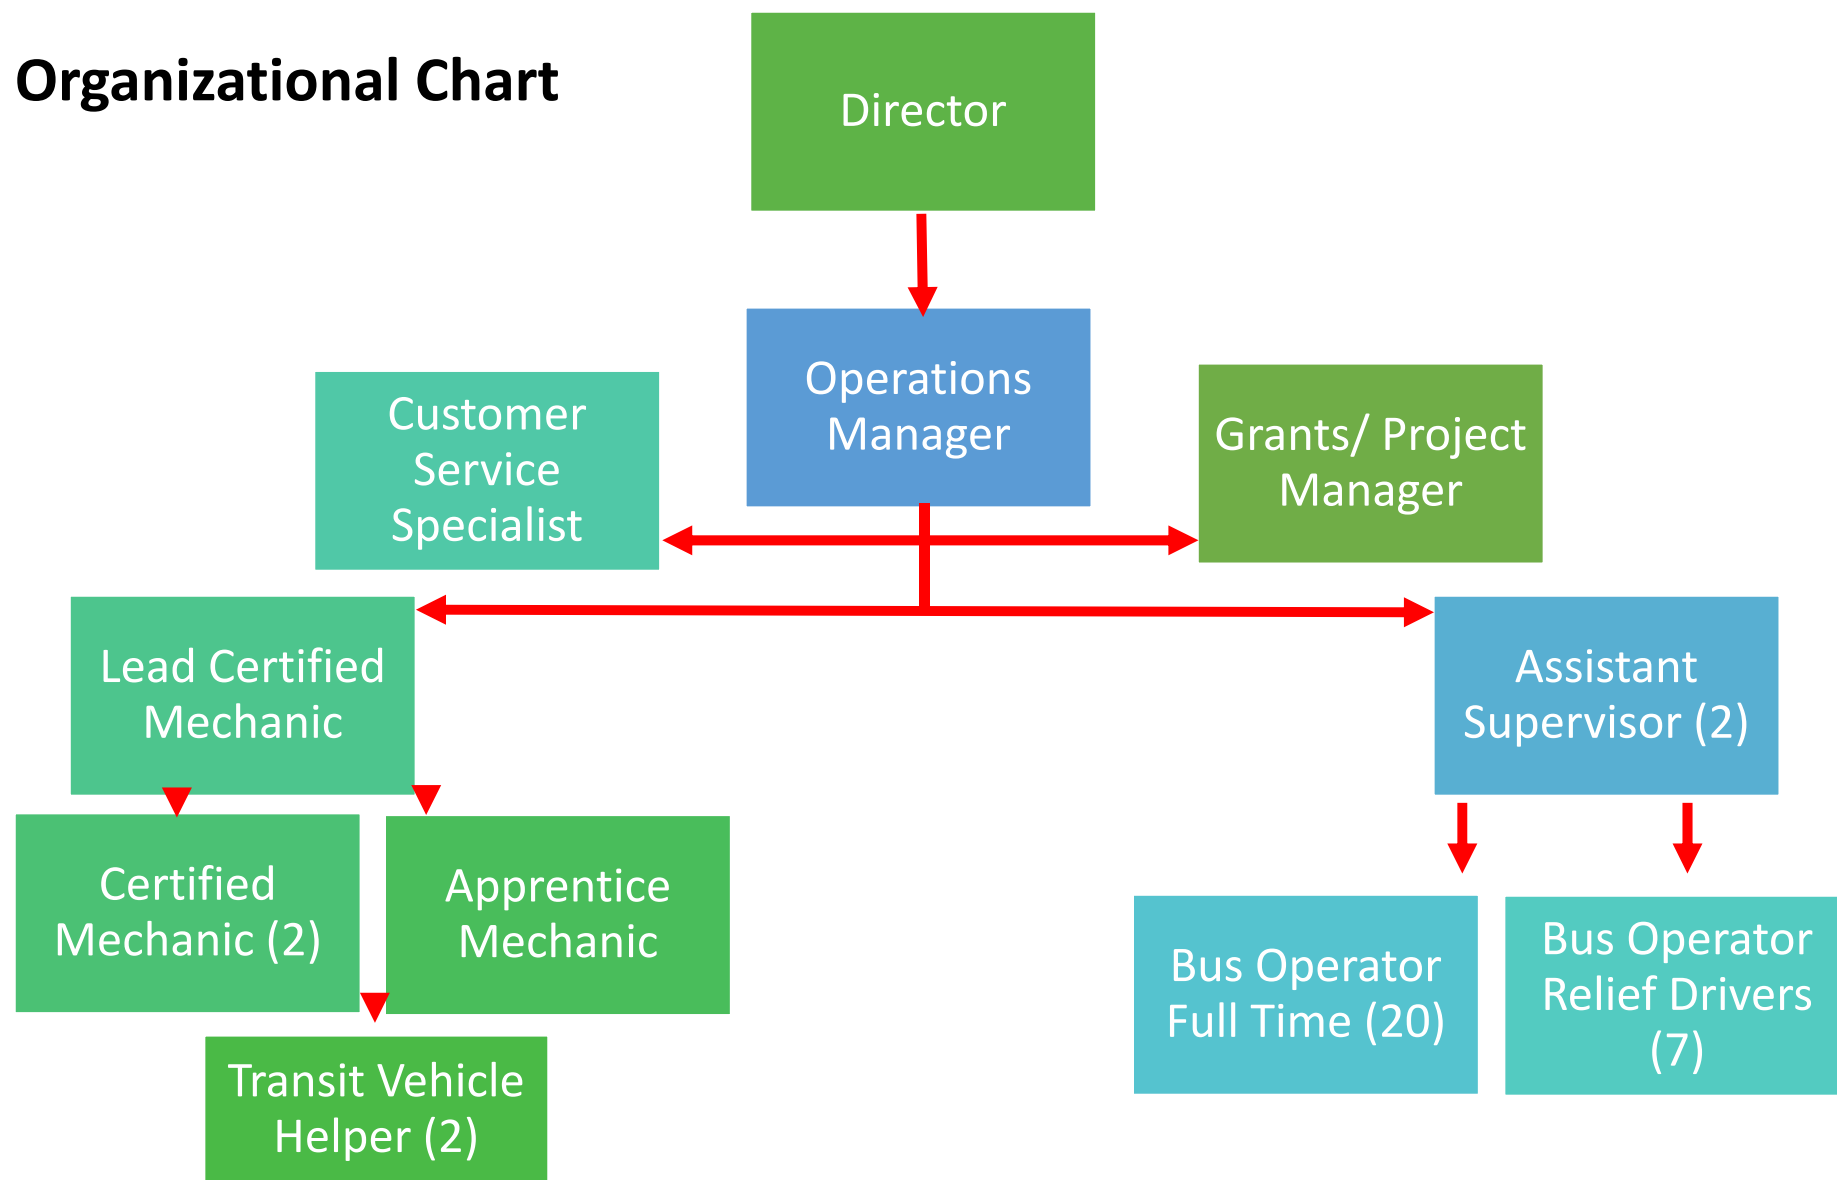 Organizational Chart
Director
Operations
Manager
Customer
Service
Specialist
Grants/ Project
Manager
Lead Certified
Mechanic
Assistant
Supervisor (2)
Certified
Mechanic (2)
Apprentice
Mechanic
Bus Operator
Full Time (20)
Bus Operator
Relief Drivers
(7)
Transit Vehicle
Helper (2)